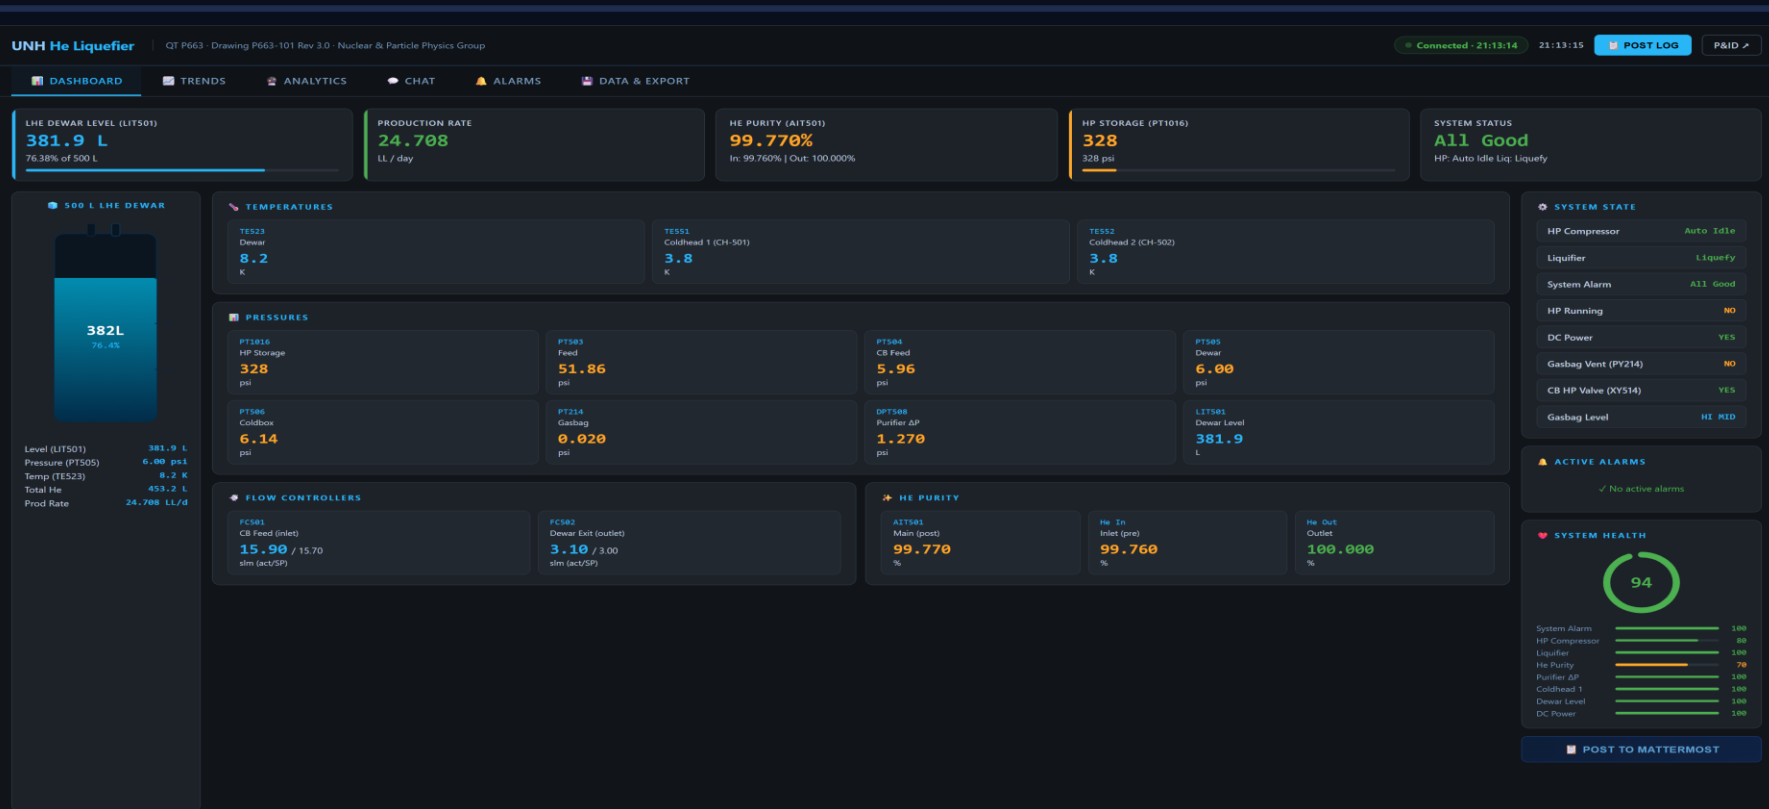 UNH He Liquefier
QT P663 · Drawing P663-101 Rev 3.0 · Nuclear & Particle Physics Group
Connected · 21:13:14
21:13:15
POST LOG
P&ID ↗
DASHBOARD
TRENDS
ANALYTICS
CHAT
ALARMS
DATA & EXPORT
LHE DEWAR LEVEL (LIT501)
381.9 L
76.38% of 500 L
PRODUCTION RATE
24.708
LL / day
HE PURITY (AIT501)
99.770%
In: 99.760% | Out: 100.000%
HP STORAGE (PT1016)
328
328 psi
SYSTEM STATUS
All Good
HP: Auto Idle Liq: Liquefy
500 L LHE DEWAR
382L
76.4%
Level (LIT501) 381.9 L
Pressure (PT505) 6.00 psi
Temp (TE523) 8.2 K
Total He 453.2 L
Prod Rate 24.708 LL/d
TEMPERATURES
TE523
Dewar
8.2
K
TE551
Coldhead 1 (CH-501)
3.8
K
TE552
Coldhead 2 (CH-502)
3.8
K
PRESSURES
PT1016
HP Storage
328
psi
PT503
Feed
51.86
psi
PT504
CB Feed
5.96
psi
PT505
Dewar
6.00
psi
PT506
Coldbox
6.14
psi
PT214
Gasbag
0.020
psi
DPT508
Purifier ΔP
1.270
psi
LIT501
Dewar Level
381.9
L
FLOW CONTROLLERS
FC501
CB Feed (inlet)
15.90 / 15.70
slm (act/SP)
FC502
Dewar Exit (outlet)
3.10 / 3.00
slm (act/SP)
HE PURITY
AIT501
Main (post)
99.770
%
He In
Inlet (pre)
99.760
%
He Out
Outlet
100.000
%
SYSTEM STATE
HP Compressor Auto Idle
Liquifier Liquefy
System Alarm All Good
HP Running NO
DC Power YES
Gasbag Vent (PY214) NO
CB HP Valve (XY514) YES
Gasbag Level HI MID
ACTIVE ALARMS
✓ No active alarms
SYSTEM HEALTH
94
System Alarm 100
HP Compressor 80
Liquifier 100
He Purity 70
Purifier ΔP 100
Coldhead 1 100
Dewar Level 100
DC Power 100
POST TO MATTERMOST